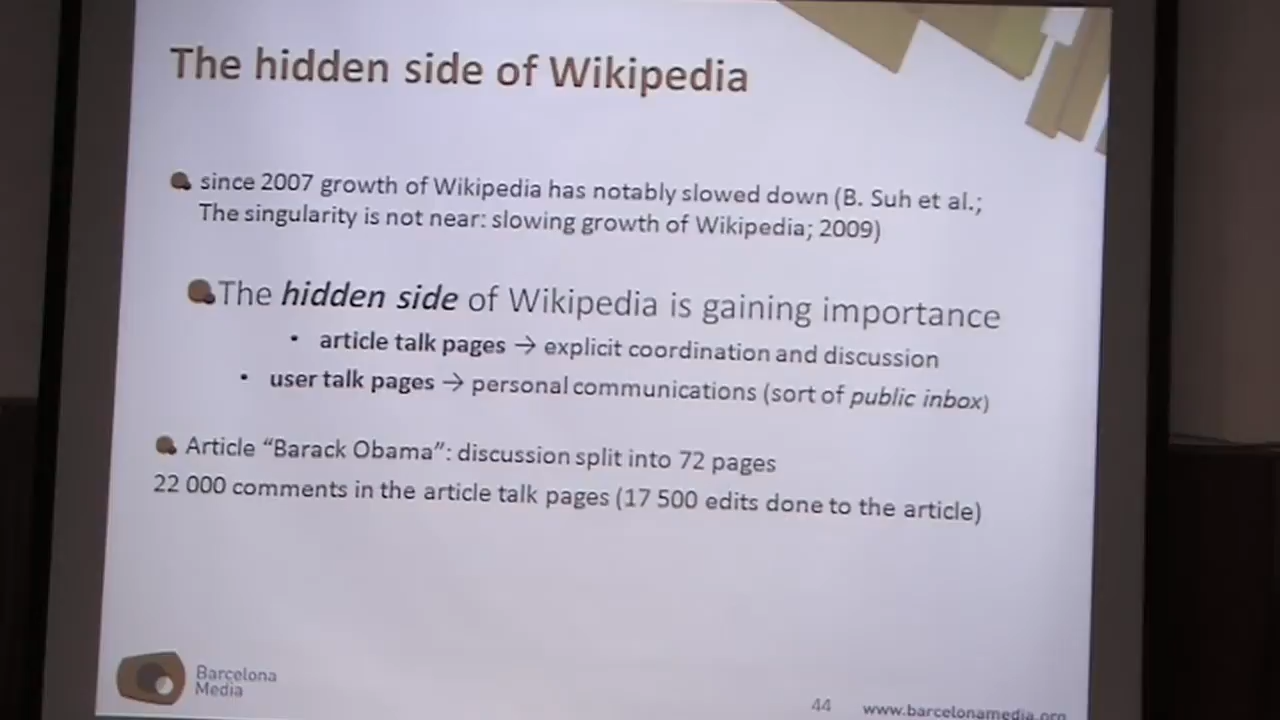 The hidden side of Wikipedia
since 2007 growth of Wikipedia has notably slowed down (B. Suh et al.;
The singularity is not near: slowing growth of Wikipedia; 2009)
The hidden side of Wikipedia is gaining importance
• article talk pages → explicit coordination and discussion
• user talk pages → personal communications (sort of public inbox)
Article “Barack Obama”: discussion split into 72 pages
22 000 comments in the article talk pages (17 500 edits done to the article)
Barcelona
Media
44 www.barcelonamedia.org